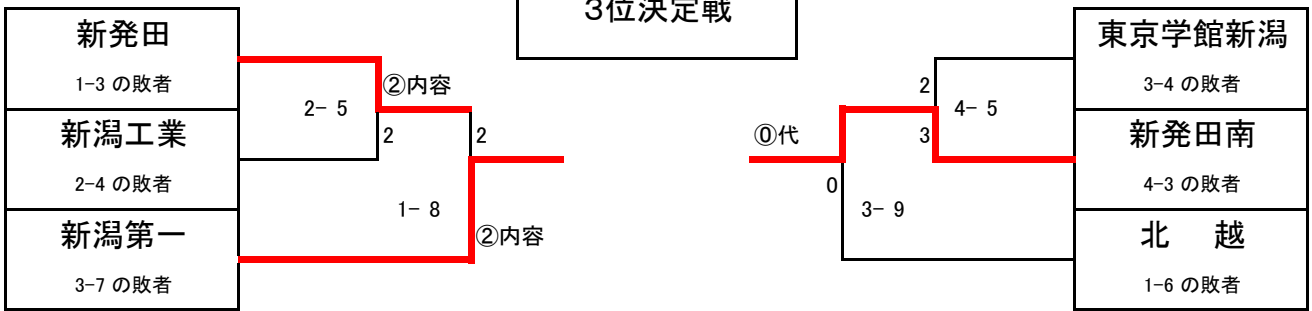 3位決定戦
新発田
1-3 の敗者
新潟工業
2-4 の敗者
新潟第一
3-7 の敗者
2- 5
②内容
2
2
1- 8
②内容
東京学館新潟
3-4 の敗者
新発田南
4-3 の敗者
北　越
1-6 の敗者
2
4- 5
3
⓪代
0
3- 9